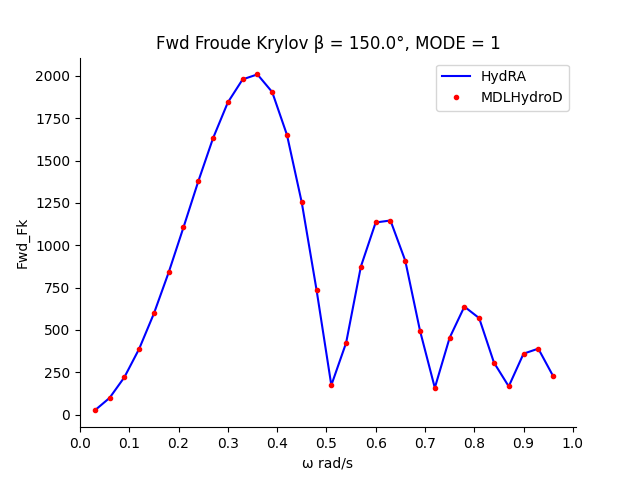 Fwd Froude Krylov β = 150.0°, MODE = 1
HydRA
MDLHydroD
Fwd_Fk
2000
1750
1500
1250
1000
750
500
250
0
0.0 0.1 0.2 0.3 0.4 0.5 0.6 0.7 0.8 0.9 1.0
ω rad/s